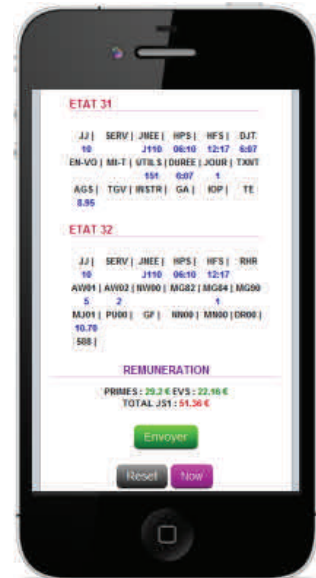 ETAT 31
JJ | SERV | JNEE | HPS | HFS | DJT
10 J110 06:10 12:17 6:07
EN-VO | MI-T | UTIL S | DUREE | JOUR | TXNT
151 6:07 1
AGS | TGV | INSTR | GA | IOP | TE
8.95
ETAT 32
JJ | SERV | JNEE | HPS | HFS | RHR
10 J110 06:10 12:17
AW01 | AW02 | NW00 | MG82 | MG84 | MG90
5 2 1
MJ01 | PU00 | GF | NN00 | MN00 | DR00 |
10.70
508 |
REMUNERATION
PRIMES : 29.2 € EVS : 22.16 €
TOTAL JS1 : 51.36 €
Envoyer
Reset Now